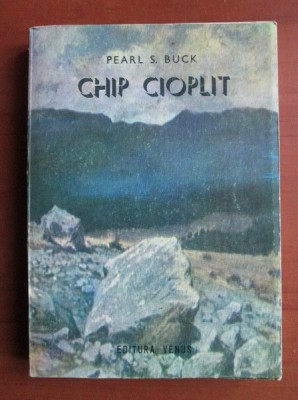 PEARL S. BUCK
CHIP CIOPLIT
EDITURA VENUS